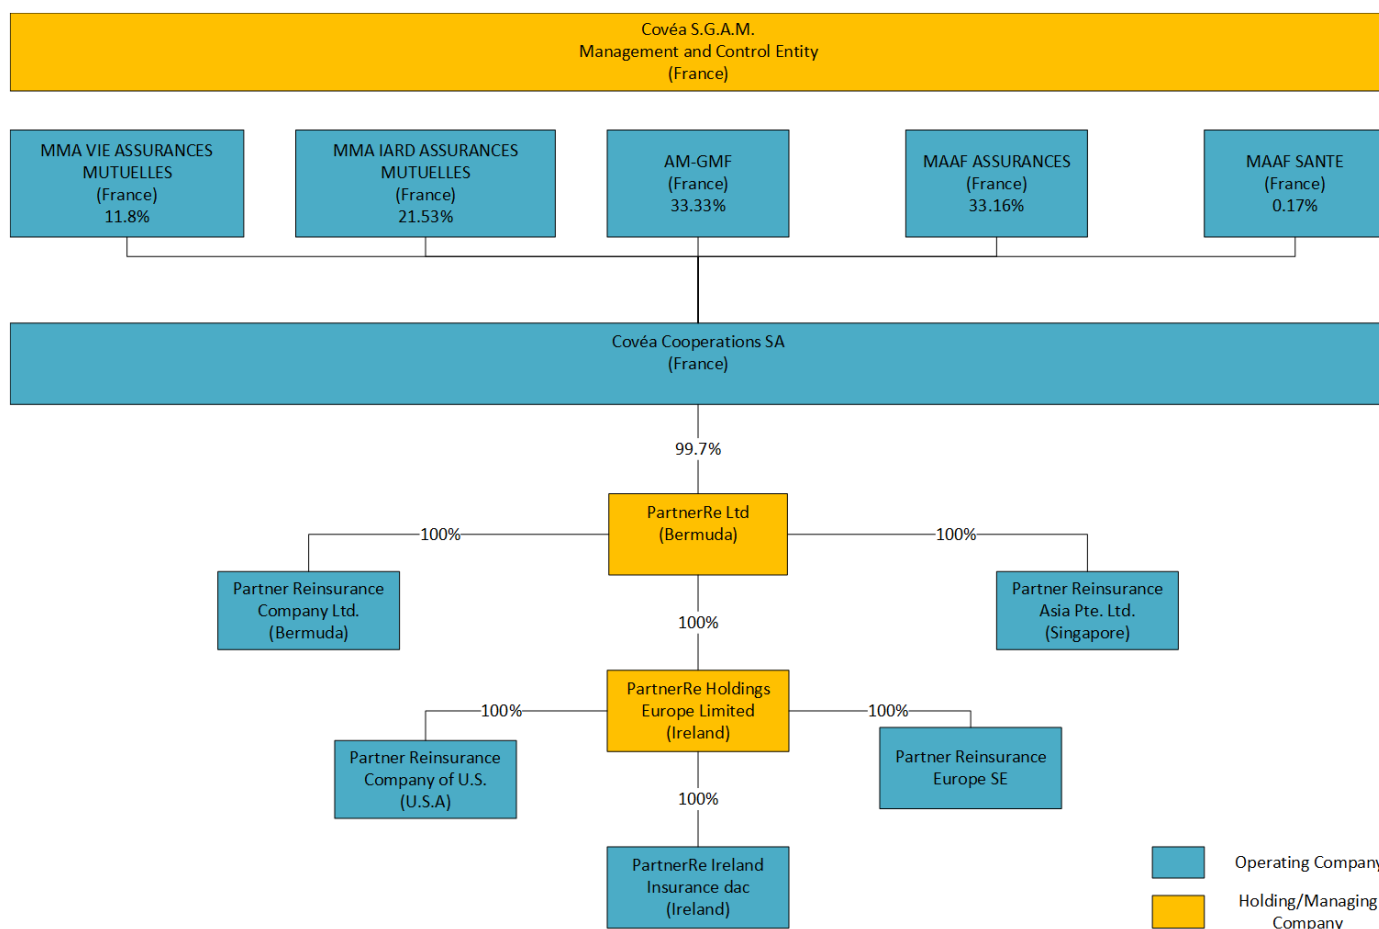 Covéa S.G.A.M.
Management and Control Entity
(France)
MMA VIE ASSURANCES
MUTUELLES
(France)
11.8%
MMA IARD ASSURANCES
MUTUELLES
(France)
21.53%
AM-GMF
(France)
33.33%
MAAF ASSURANCES
(France)
33.16%
MAAF SANTE
(France)
0.17%
Covéa Cooperations SA
(France)
99.7%
PartnerRe Ltd
(Bermuda)
100%
100%
Partner Reinsurance
Company Ltd.
(Bermuda)
Partner Reinsurance
Asia Pte. Ltd.
(Singapore)
100%
PartnerRe Holdings
Europe Limited
(Ireland)
100%
100%
Partner Reinsurance
Company of U.S.
(U.S.A)
Partner Reinsurance
Europe SE
100%
PartnerRe Ireland
Insurance dac
(Ireland)
Operating Company
Holding/Managing
Company